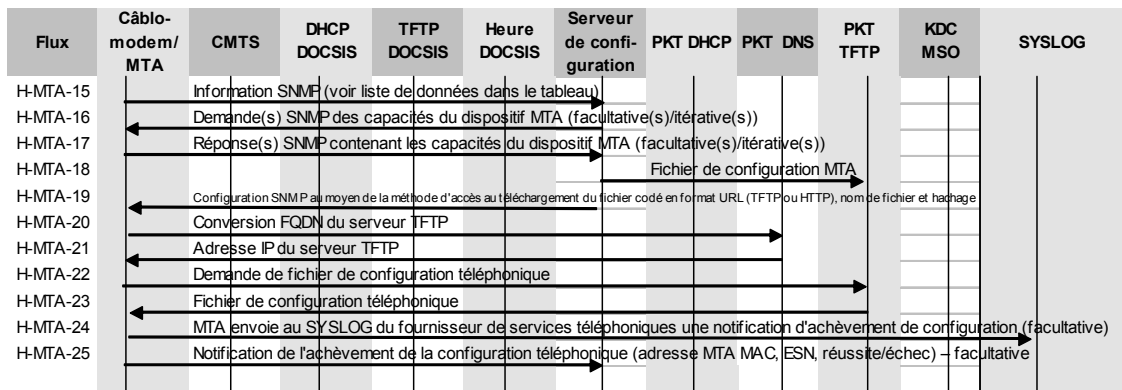 Flux Câblo-modem/ MTA CMTS DHCP DOCSIS TFTP DOCSIS Heure DOCSIS Serveur de confi-guration PKT DHCP PKT DNS PKT TFTP KDC MSO SYSLOG
H-MTA-15 Information SNMP (voir liste de données dans le tableau)
H-MTA-16 Demande(s) SNMP des capacités du dispositif MTA (facultative(s)/itérative(s))
H-MTA-17 Réponse(s) SNMP contenant les capacités du dispositif MTA (facultative(s)/itérative(s))
H-MTA-18 Fichier de configuration MTA
H-MTA-19 Configuration SNMP au moyen de la méthode d'accès au téléchargement du fichier codé en format URL (TFTP ou HTTP), nom de fichier et hachage
H-MTA-20 Conversion FQDN du serveur TFTP
H-MTA-21 Adresse IP du serveur TFTP
H-MTA-22 Demande de fichier de configuration téléphonique
H-MTA-23 Fichier de configuration téléphonique
H-MTA-24 MTA envoie au SYSLOG du fournisseur de services téléphoniques une notification d'achèvement de configuration (facultative)
H-MTA-25 Notification de l'achèvement de la configuration téléphonique (adresse MTA MAC, ESN, réussite/échec) – facultative